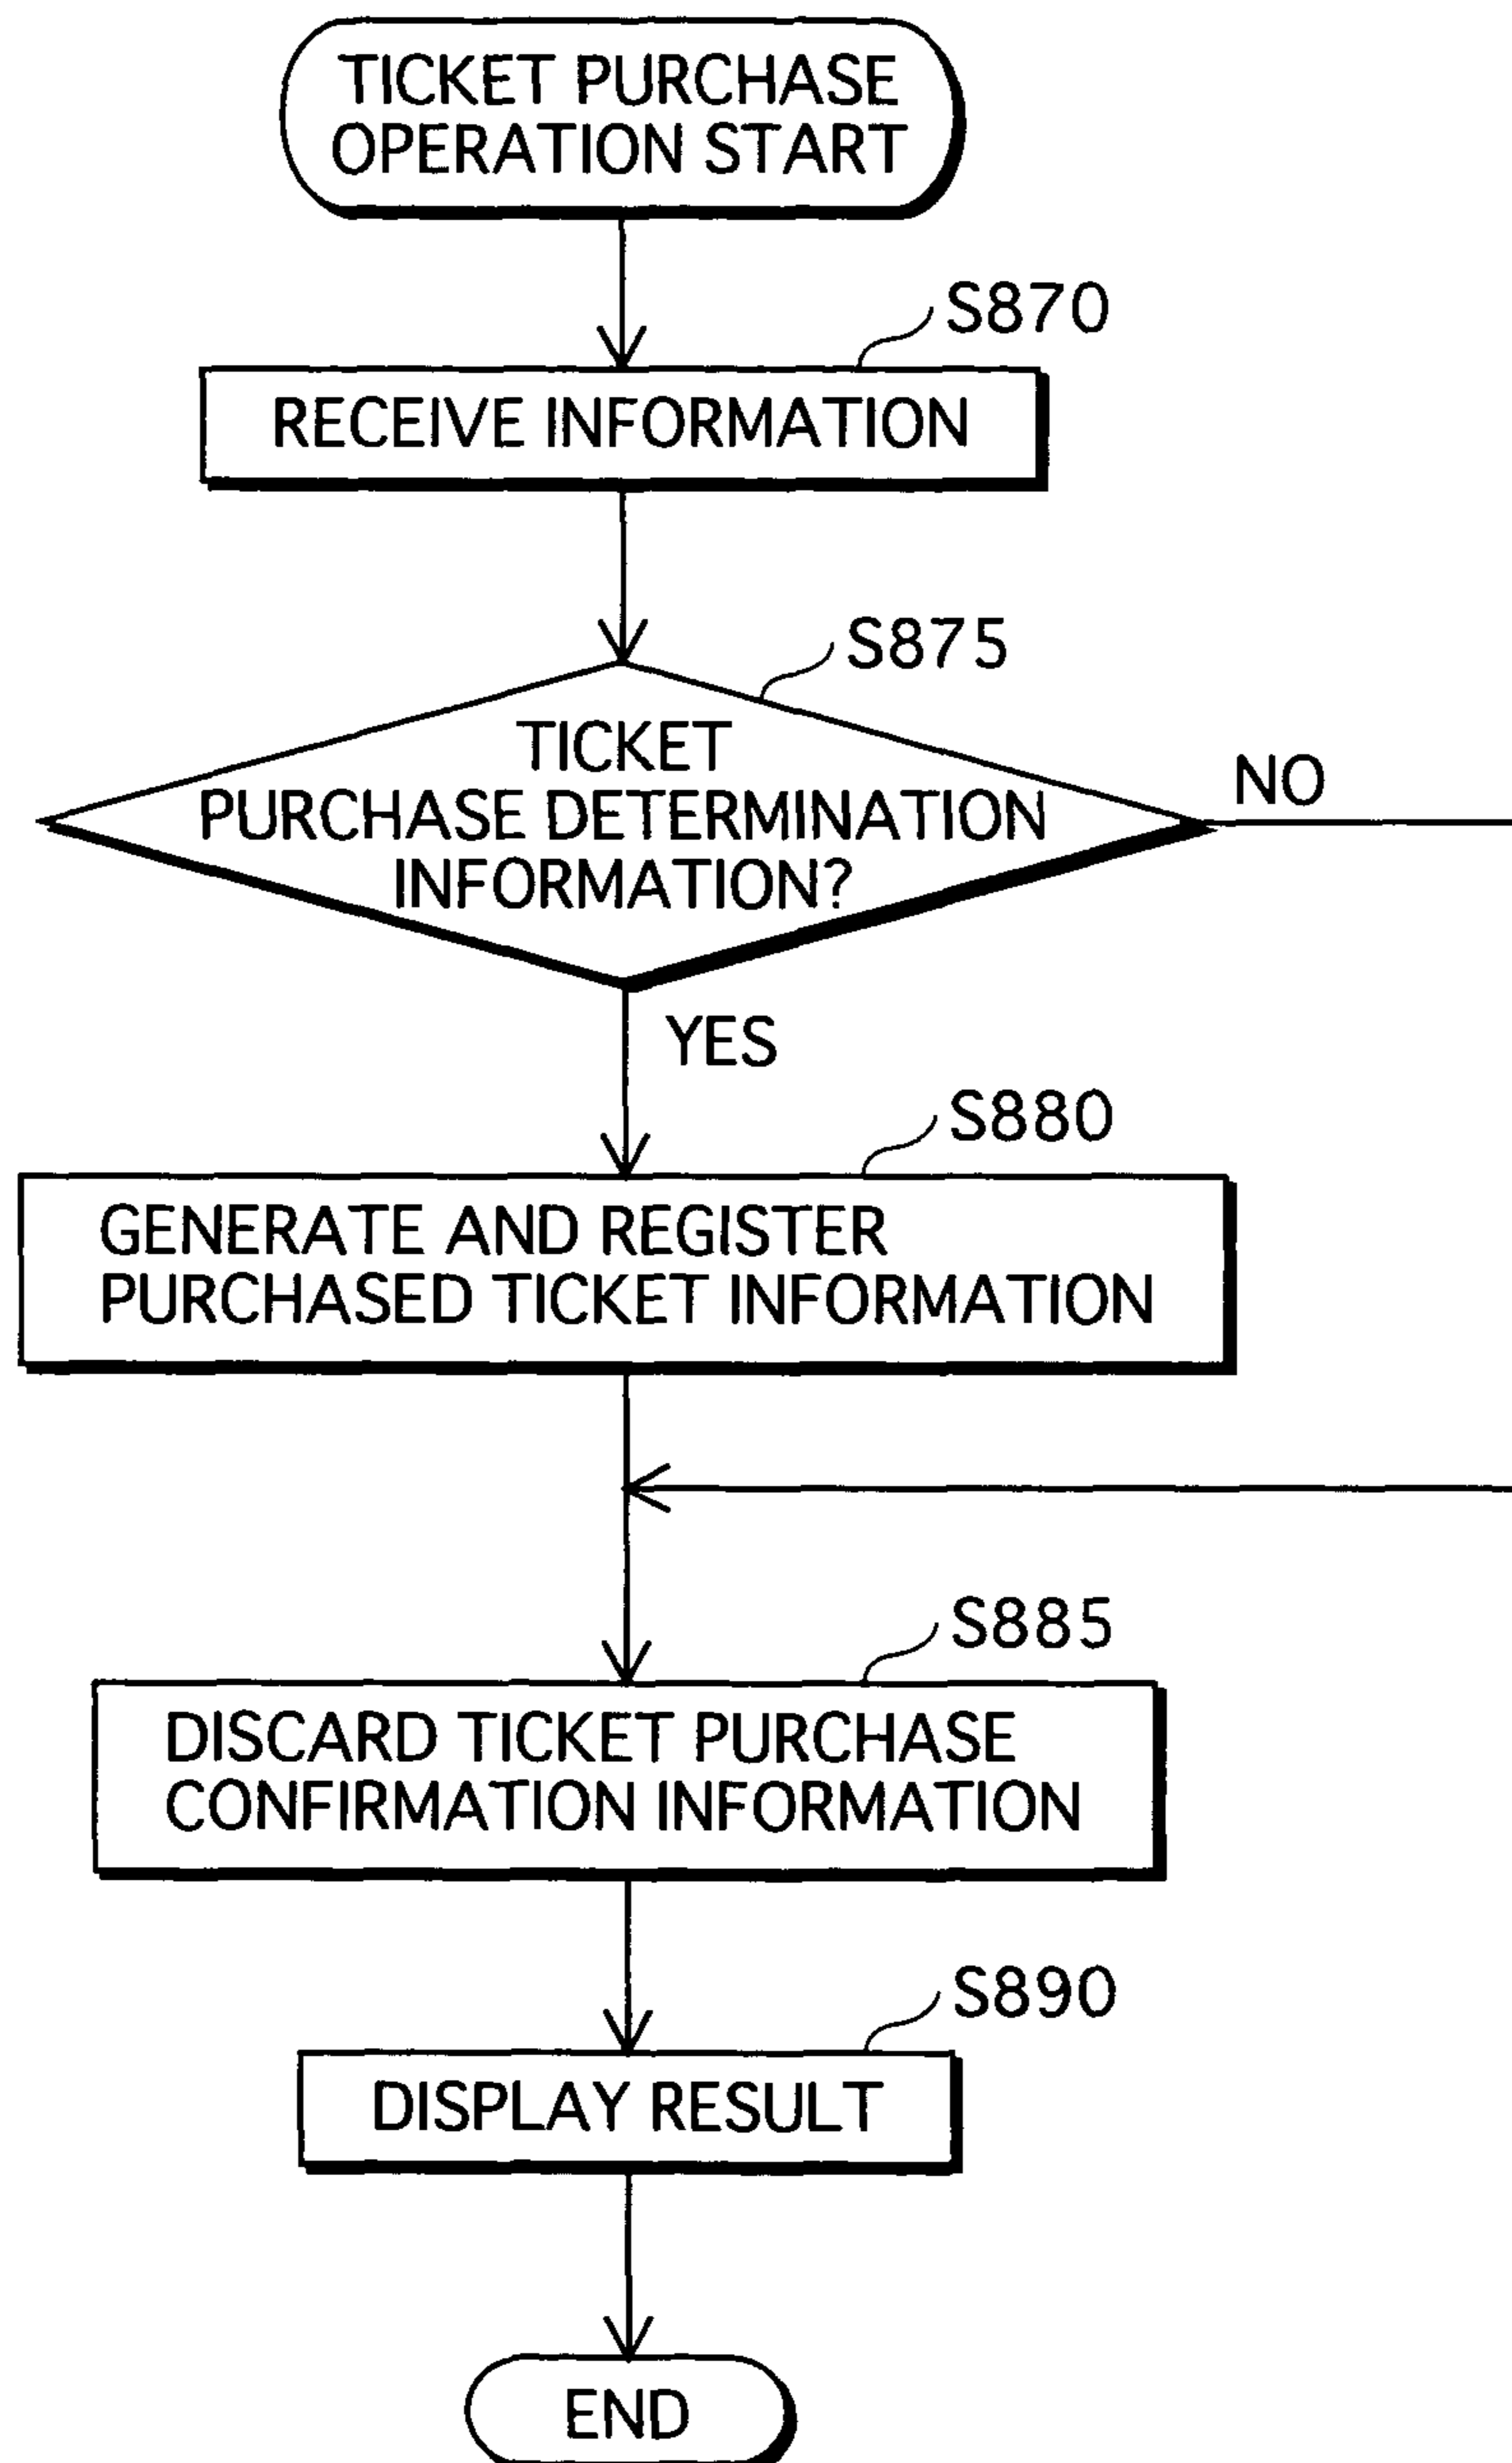 TICKET PURCHASE
OPERATION START
S870
RECEIVE INFORMATION
S875
TICKET
PURCHASE DETERMINATION
INFORMATION?
NO
YES
S880
GENERATE AND REGISTER
PURCHASED TICKET INFORMATION
S885
DISCARD TICKET PURCHASE
CONFIRMATION INFORMATION
S890
DISPLAY RESULT
END